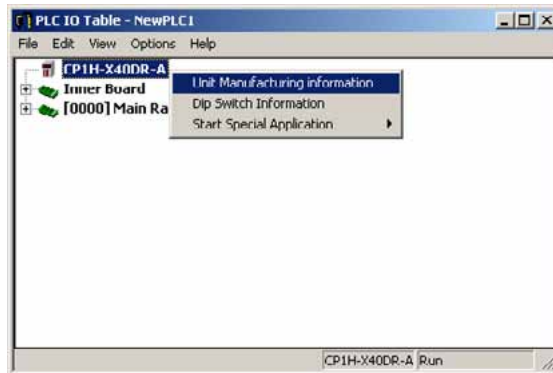 PLC IO Table - NewPLC1
File Edit View Options Help
CP1H-X40DR-A
Inner Board
[0000] Main Ra
Unit Manufacturing information
Dip Switch Information
Start Special Application
CP1H-X40DR-A Run